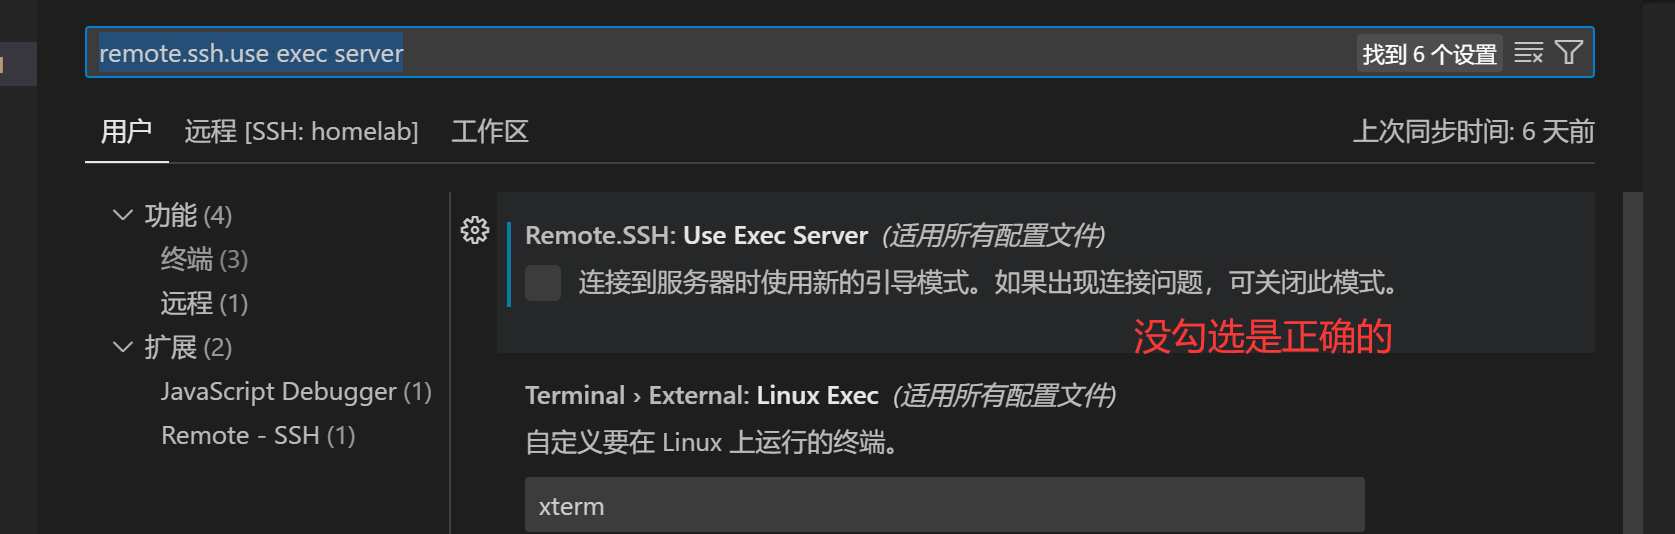 remote.ssh.use exec server
找到 6 个设置
用户 远程 [SSH: homelab] 工作区
上次同步时间: 6 天前
功能 (4)
终端 (3)
远程 (1)
扩展 (2)
JavaScript Debugger (1)
Remote - SSH (1)
Remote.SSH: Use Exec Server (适用所有配置文件)
连接到服务器时使用新的引导模式。如果出现连接问题，可关闭此模式。
没勾选是正确的
Terminal › External: Linux Exec (适用所有配置文件)
自定义要在 Linux 上运行的终端。
xterm